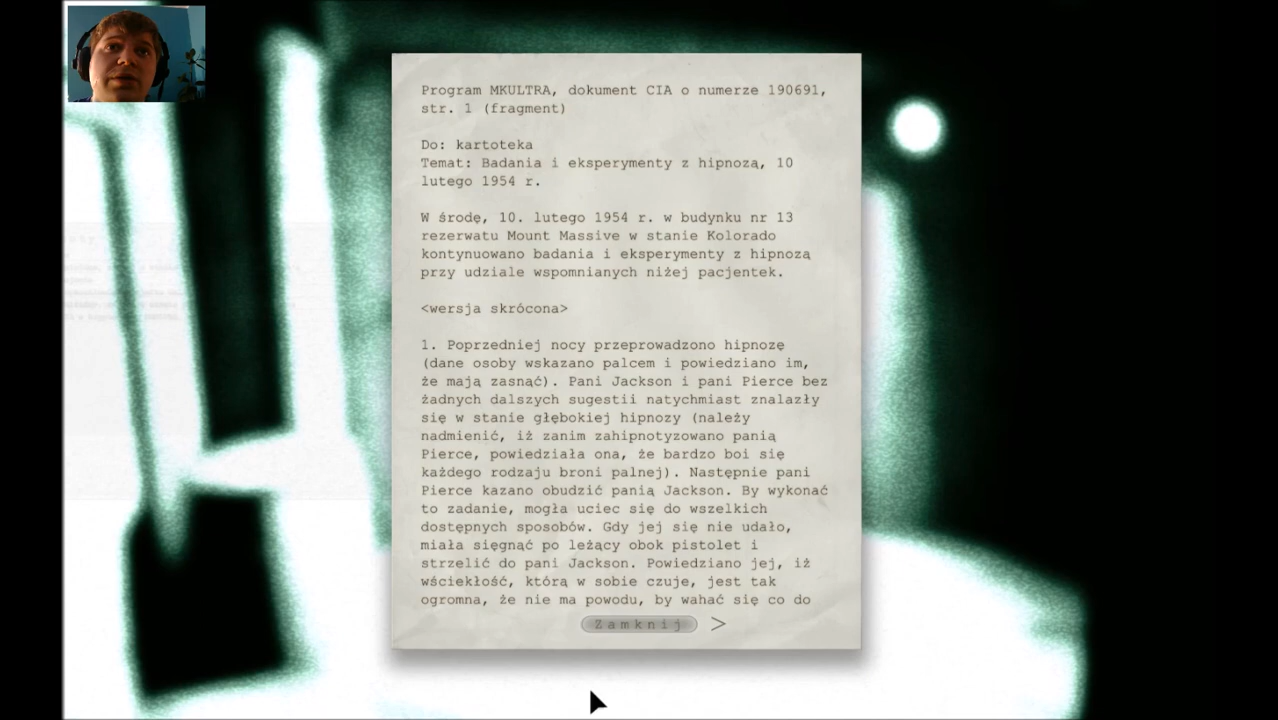 Program MKULTRA, dokument CIA o numerze 190691,
str. 1 (fragment)
Do: kartoteka
Temat: Badania i eksperymenty z hipnozą, 10
lutego 1954 r.
W środę, 10. lutego 1954 r. w budynku nr 13
rezerwatu Mount Massive w stanie Kolorado
kontynuowano badania i eksperymenty z hipnozą
przy udziale wspomnianych niżej pacjentek.
<wersja skrócona>
1. Poprzedniej nocy przeprowadzono hipnozę
(dane osoby wskazano palcem i powiedziano im,
że mają zasnąć). Pani Jackson i pani Pierce bez
żadnych dalszych sugestii natychmiast znalazły
się w stanie głębokiej hipnozy (należy
nadmienić, iż zanim zahipnotyzowano panią
Pierce, powiedziała ona, że bardzo boi się
każdego rodzaju broni palnej). Następnie pani
Pierce kazano obudzić panią Jackson. By wykonać
to zadanie, mogła uciec się do wszelkich
dostępnych sposobów. Gdy jej się nie udało,
miała sięgnąć po leżący obok pistolet i
strzelić do pani Jackson. Powiedziano jej, iż
wściekłość, którą w sobie czuje, jest tak
ogromna, że nie ma powodu, by wahać się co do
Zamknij >